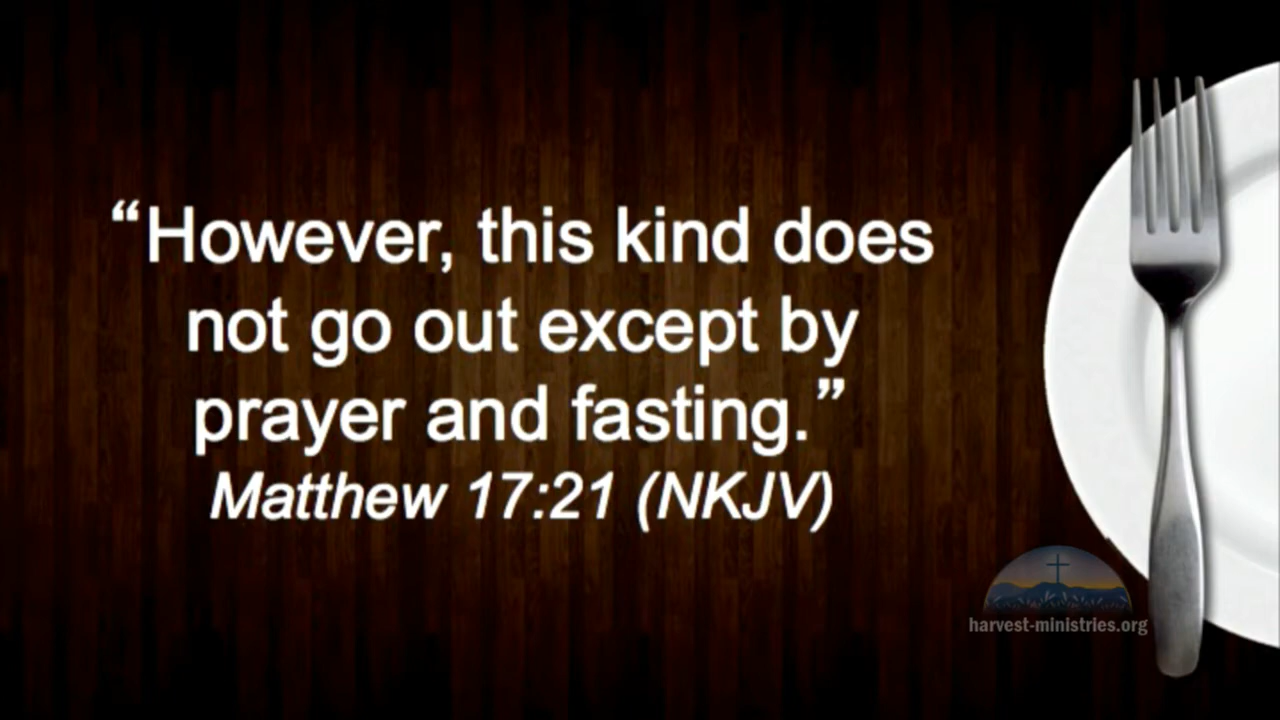 “However, this kind does
not go out except by
prayer and fasting.”
Matthew 17:21 (NKJV)
harvest-ministries.org